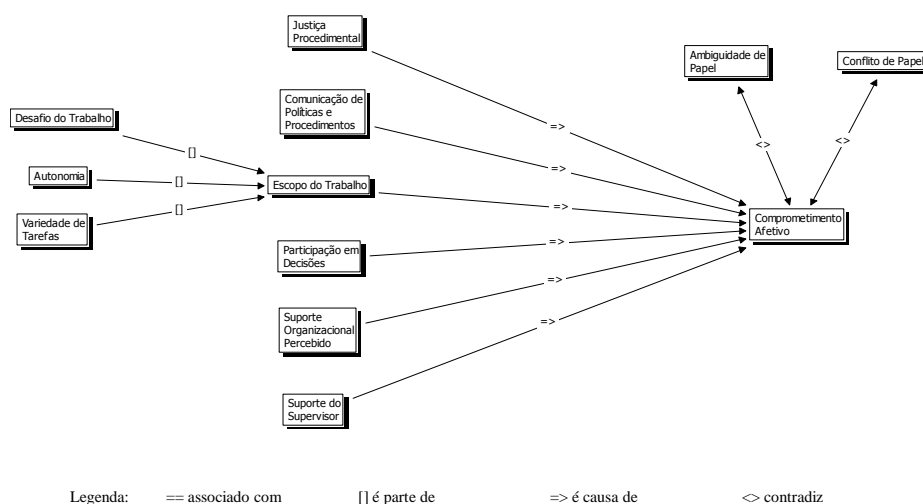 Justiça
Procedimental
Ambiguidade de
Papel
Conflito de Papel
Comunicação de
Políticas e
Procedimentos
Desafio do Trabalho
=>
<>
<>
[]
Autonomia
[]
Escopo do Trabalho
=>
=>
Variedade de
Tarefas
[]
Comprometimento
Afetivo
Participação em
Decisões
=>
Suporte
Organizacional
Percebido
=>
=>
Suporte do
Supervisor
Legenda: == associado com [] é parte de => é causa de <> contradiz